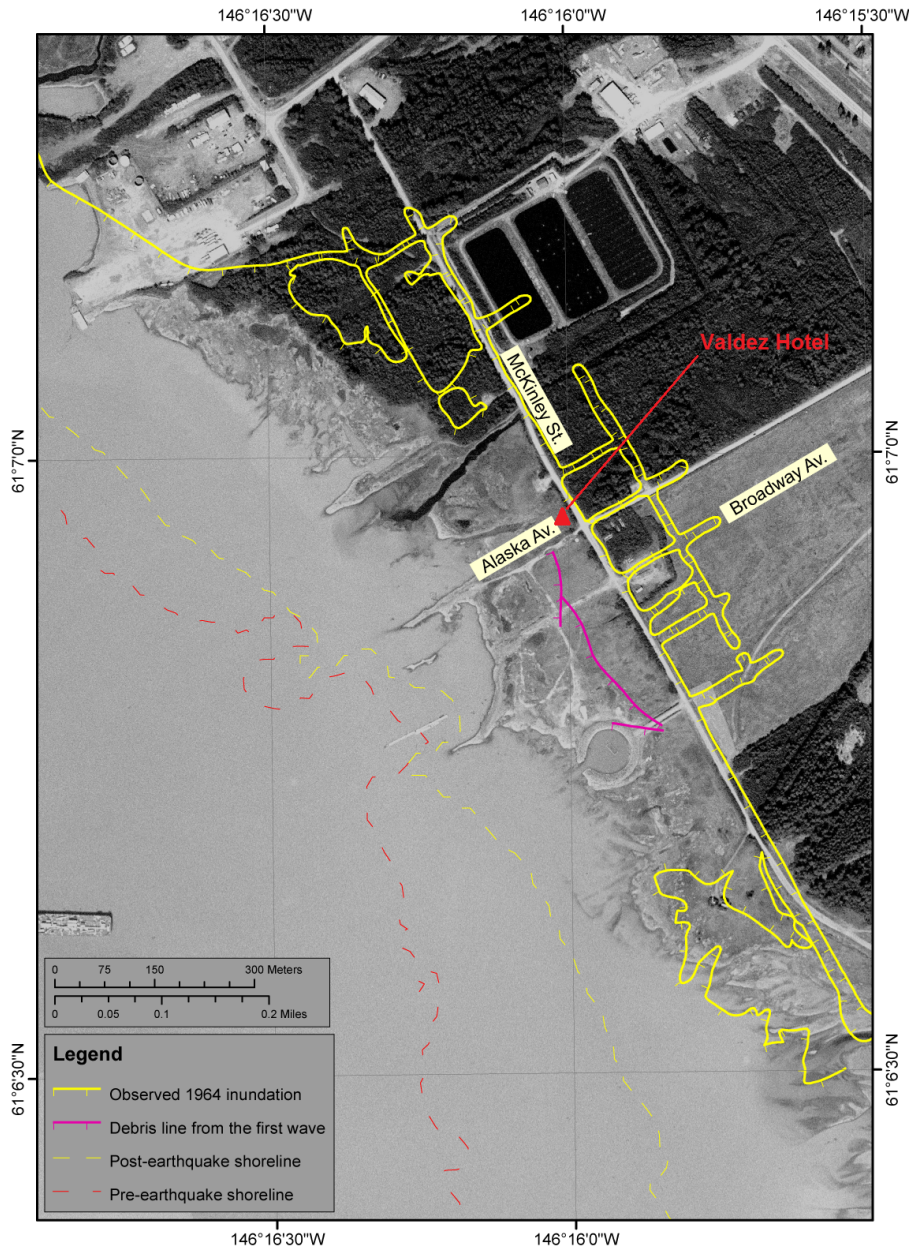 146°16'30"W 146°16'0"W 146°15'30"W
Valdez Hotel
McKinley St.
61°7'0"N 61°7'0"N
Broadway Av.
Alaska Av.
0 75 150 300 Meters
0 0.05 0.1 0.2 Miles
Legend
Observed 1964 inundation
Debris line from the first wave
Post-earthquake shoreline
Pre-earthquake shoreline
61°6'30"N 61°6'30"N
146°16'30"W 146°16'0"W